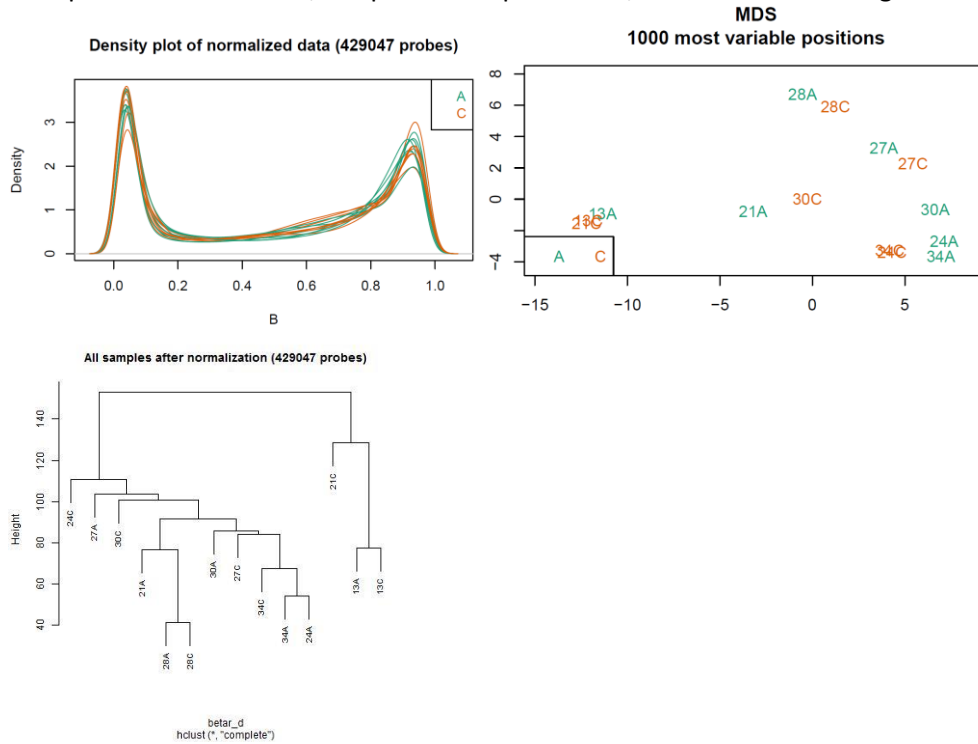 Density plot of normalized data (429047 probes)
A
C
Density
0
1
2
3
0.0 0.2 0.4 0.6 0.8 1.0
B
MDS
1000 most variable positions
8
6
4
2
0
−4
28A
28C
27A
27C
30C
21A
30A
13A
13C
21C
24A
34C
24C
34A
A C
−15 −10 −5 0 5
All samples after normalization (429047 probes)
Height
140
120
100
80
60
40
24C
27A
30C
21A
28A
28C
30A
27C
34C
34A
24A
21C
13A
13C
betar_d
hclust (*, "complete")